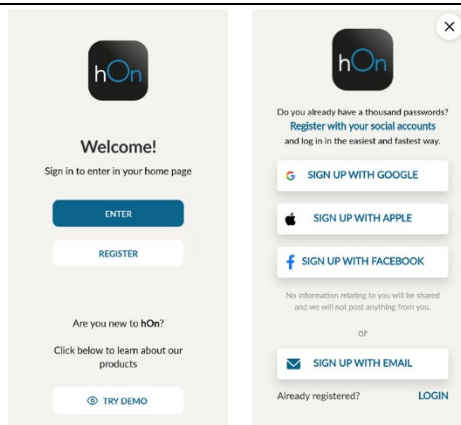 hOn
Welcome!
Sign in to enter in your home page
ENTER
REGISTER
Are you new to hOn?
Click below to learn about our
products
TRY DEMO
hOn
Do you already have a thousand passwords?
Register with your social accounts
and log in in the easiest and fastest way.
SIGN UP WITH GOOGLE
SIGN UP WITH APPLE
SIGN UP WITH FACEBOOK
No information relating to you will be shared
and we will not post anything from you.
or
SIGN UP WITH EMAIL
Already registered? LOGIN